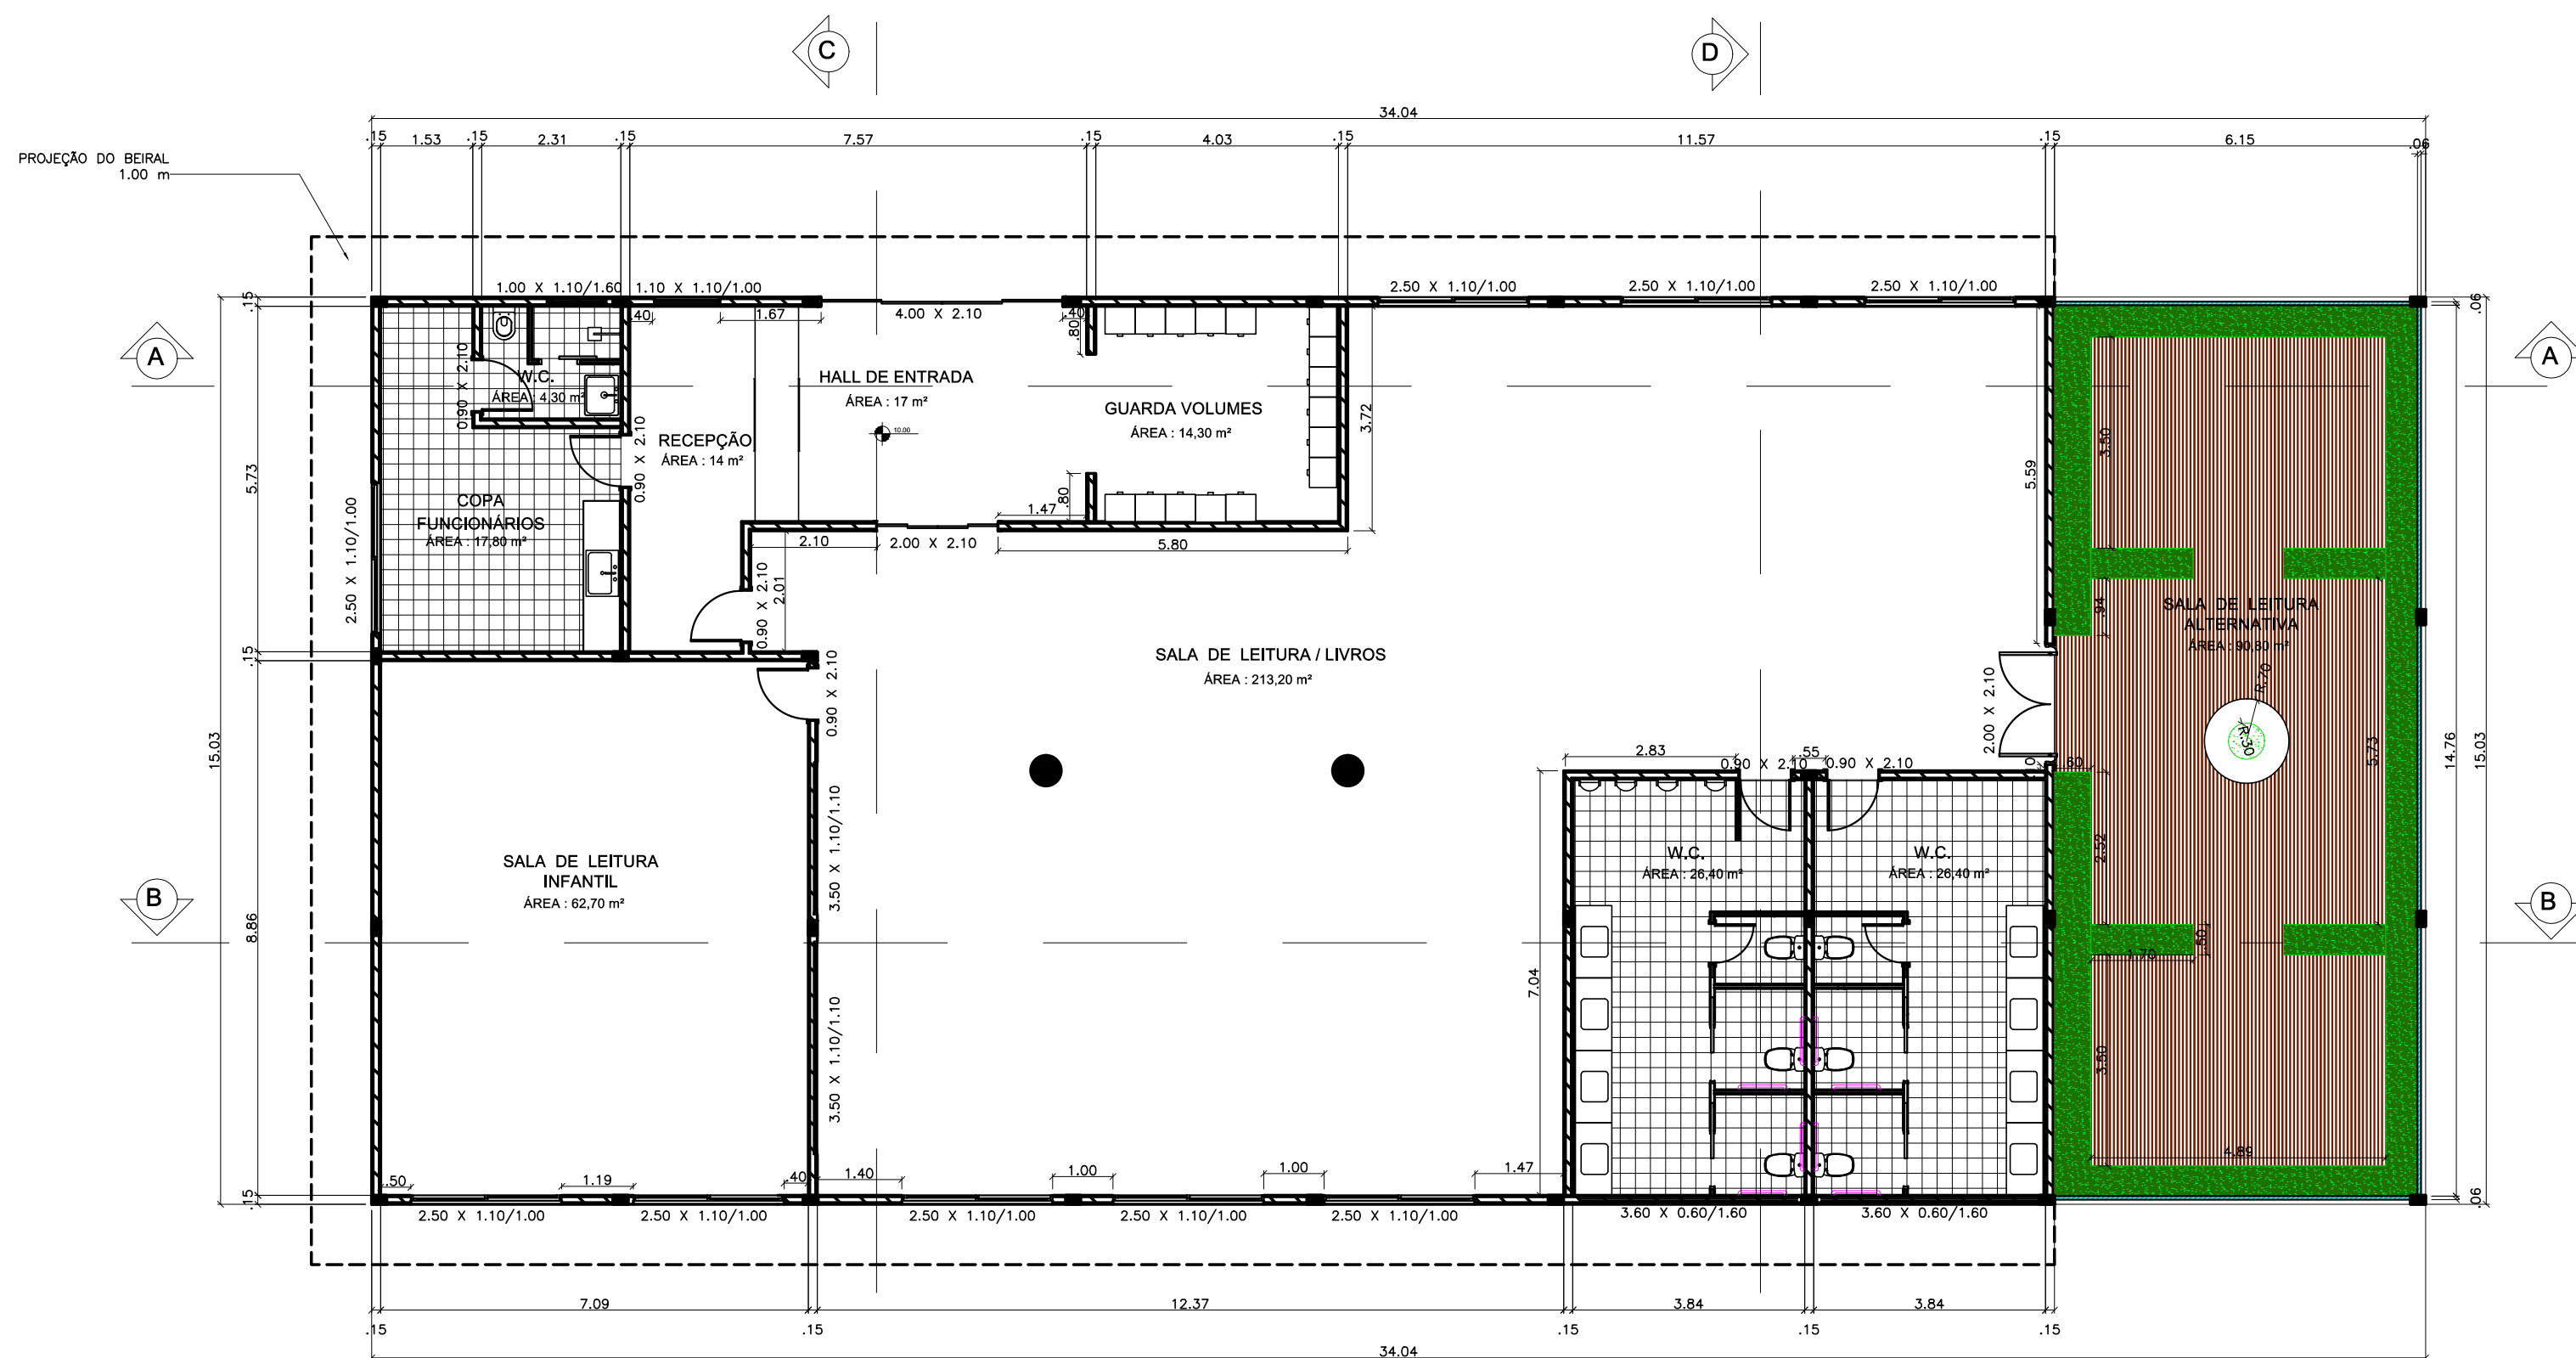 C
D
34.04
.15
1.53
.15
2.31
.15
7.57
.15
4.03
.15
11.57
.15
6.15
.06
PROJEÇÃO DO BEIRAL
1.00 m
1.00 X 1.10/1.60
1.10 X 1.10/1.00
2.50 X 1.10/1.00
2.50 X 1.10/1.00
2.50 X 1.10/1.00
.15
.40
1.67
4.00 X 2.10
.40
.80
.06
A
A
0.90 X 2.10
W.C.
ÁREA : 4,30 m²
HALL DE ENTRADA
ÁREA : 17 m²
GUARDA VOLUMES
ÁREA : 14,30 m²
3.72
10.00
RECEPÇÃO
ÁREA : 14 m²
0.90 X 2.10
3.50
5.59
5.73
COPA
FUNCIONÁRIOS
ÁREA : 17,80 m²
2.50 X 1.10/1.00
.80
1.47
2.10
2.00 X 2.10
5.80
0.90 X 2.10
2.01
.94
SALA DE LEITURA
ALTERNATIVA
ÁREA : 90,80 m²
SALA DE LEITURA / LIVROS
ÁREA : 213,20 m²
.15
0.90 X 2.10
2.00 X 2.10
R.70
R.30
5.73
15.03
14.76
15.03
2.83
.55
0.90 X 2.10
0.90 X 2.10
.60
SALA DE LEITURA
INFANTIL
ÁREA : 62,70 m²
3.50 X 1.10/1.10
W.C.
ÁREA : 26,40 m²
W.C.
ÁREA : 26,40 m²
2.52
B
B
8.86
.50
1.70
7.04
3.50 X 1.10/1.10
3.50
4.89
.50
1.19
.40
1.40
1.00
1.00
1.47
.15
.06
2.50 X 1.10/1.00
2.50 X 1.10/1.00
2.50 X 1.10/1.00
2.50 X 1.10/1.00
2.50 X 1.10/1.00
3.60 X 0.60/1.60
3.60 X 0.60/1.60
7.09
12.37
3.84
3.84
.15
.15
.15
.15
.15
34.04